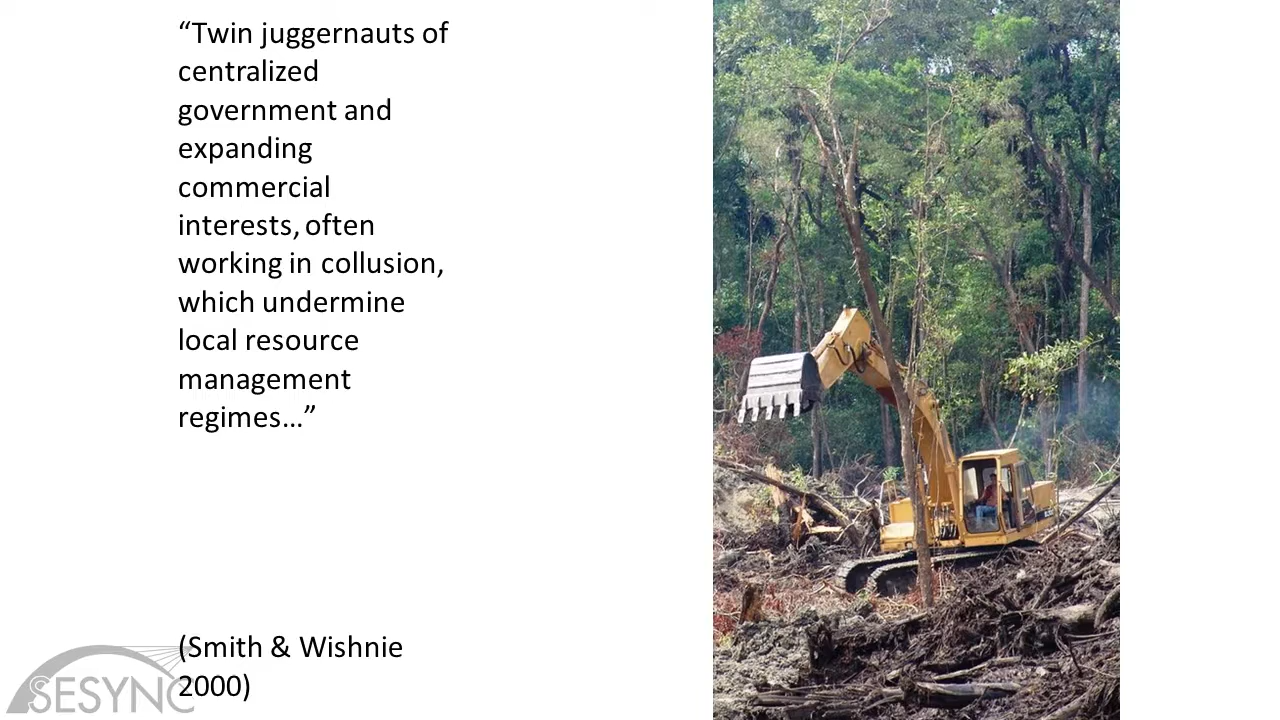 “Twin juggernauts of
centralized
government and
expanding
commercial
interests, often
working in collusion,
which undermine
local resource
management
regimes…”
(Smith & Wishnie
2000)
SESYNC